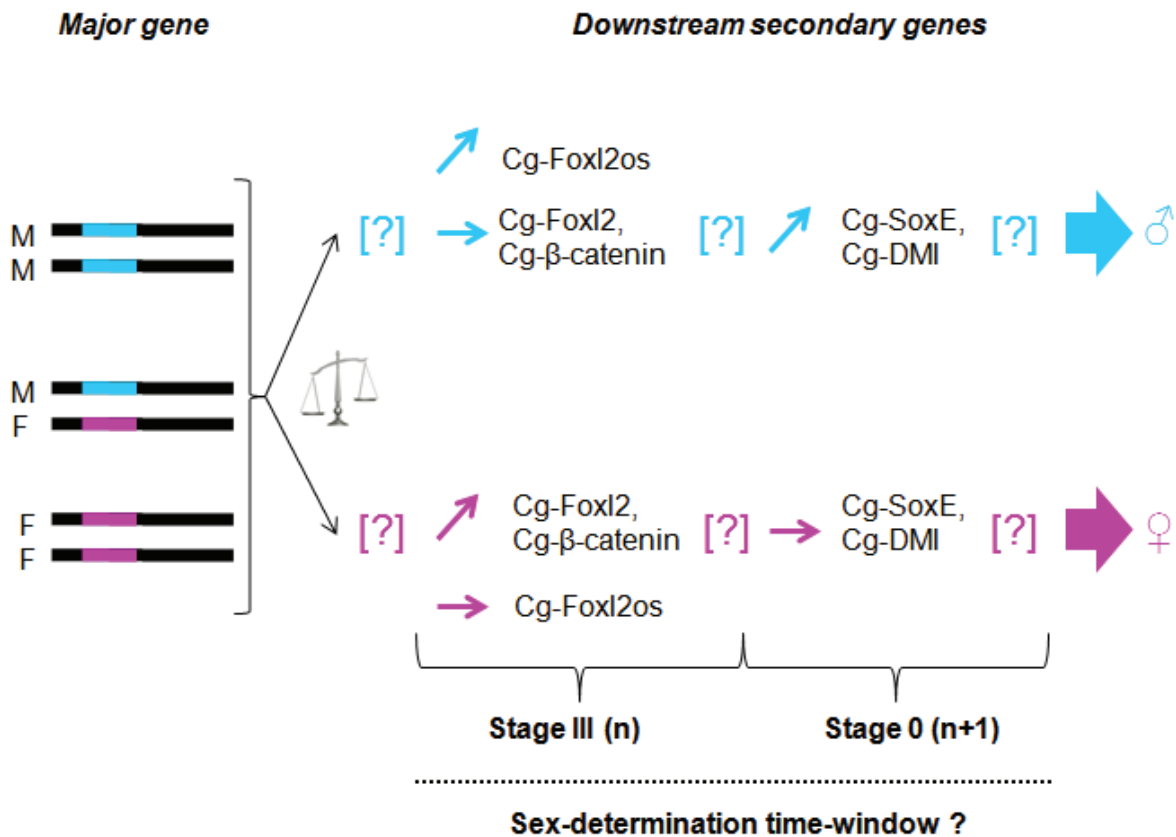 Major gene
Downstream secondary genes
Cg-Foxl2os
M
M
[?]
Cg-Foxl2,
Cg-β-catenin
[?]
Cg-SoxE,
Cg-DMl
[?]
♂
M
F
F
F
[?]
Cg-Foxl2,
Cg-β-catenin
[?]
Cg-SoxE,
Cg-DMl
[?]
♀
Cg-Foxl2os
Stage III (n)
Stage 0 (n+1)
Sex-determination time-window ?